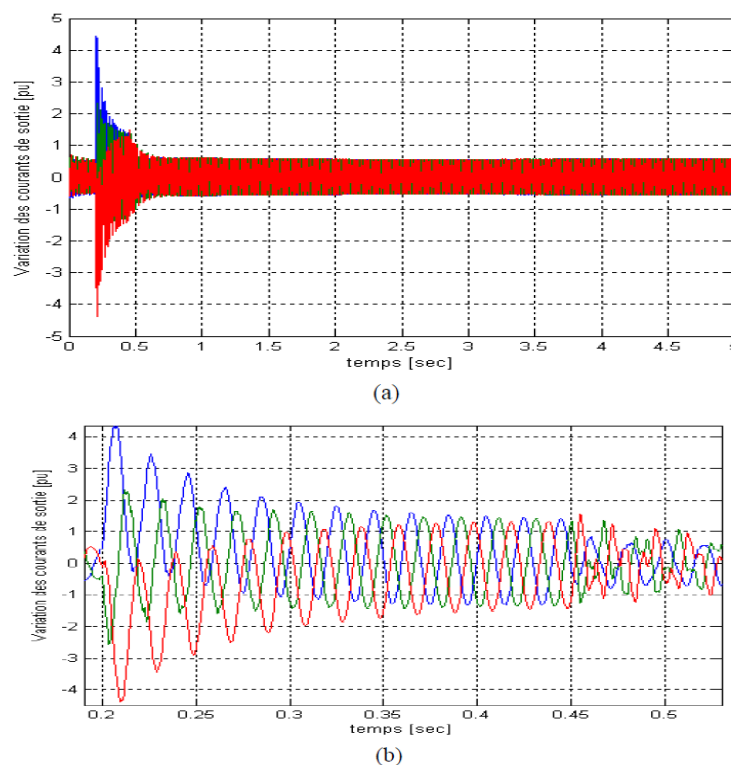 5
4
3
2
1
0
-1
-2
-3
-4
-5
Variation des courants de sortie [pu]
0 0.5 1 1.5 2 2.5 3 3.5 4 4.5 5
temps [sec]
(a)
4
3
2
1
0
-1
-2
-3
-4
Variation des courants de sortie [pu]
0.2 0.25 0.3 0.35 0.4 0.45 0.5
temps [sec]
(b)